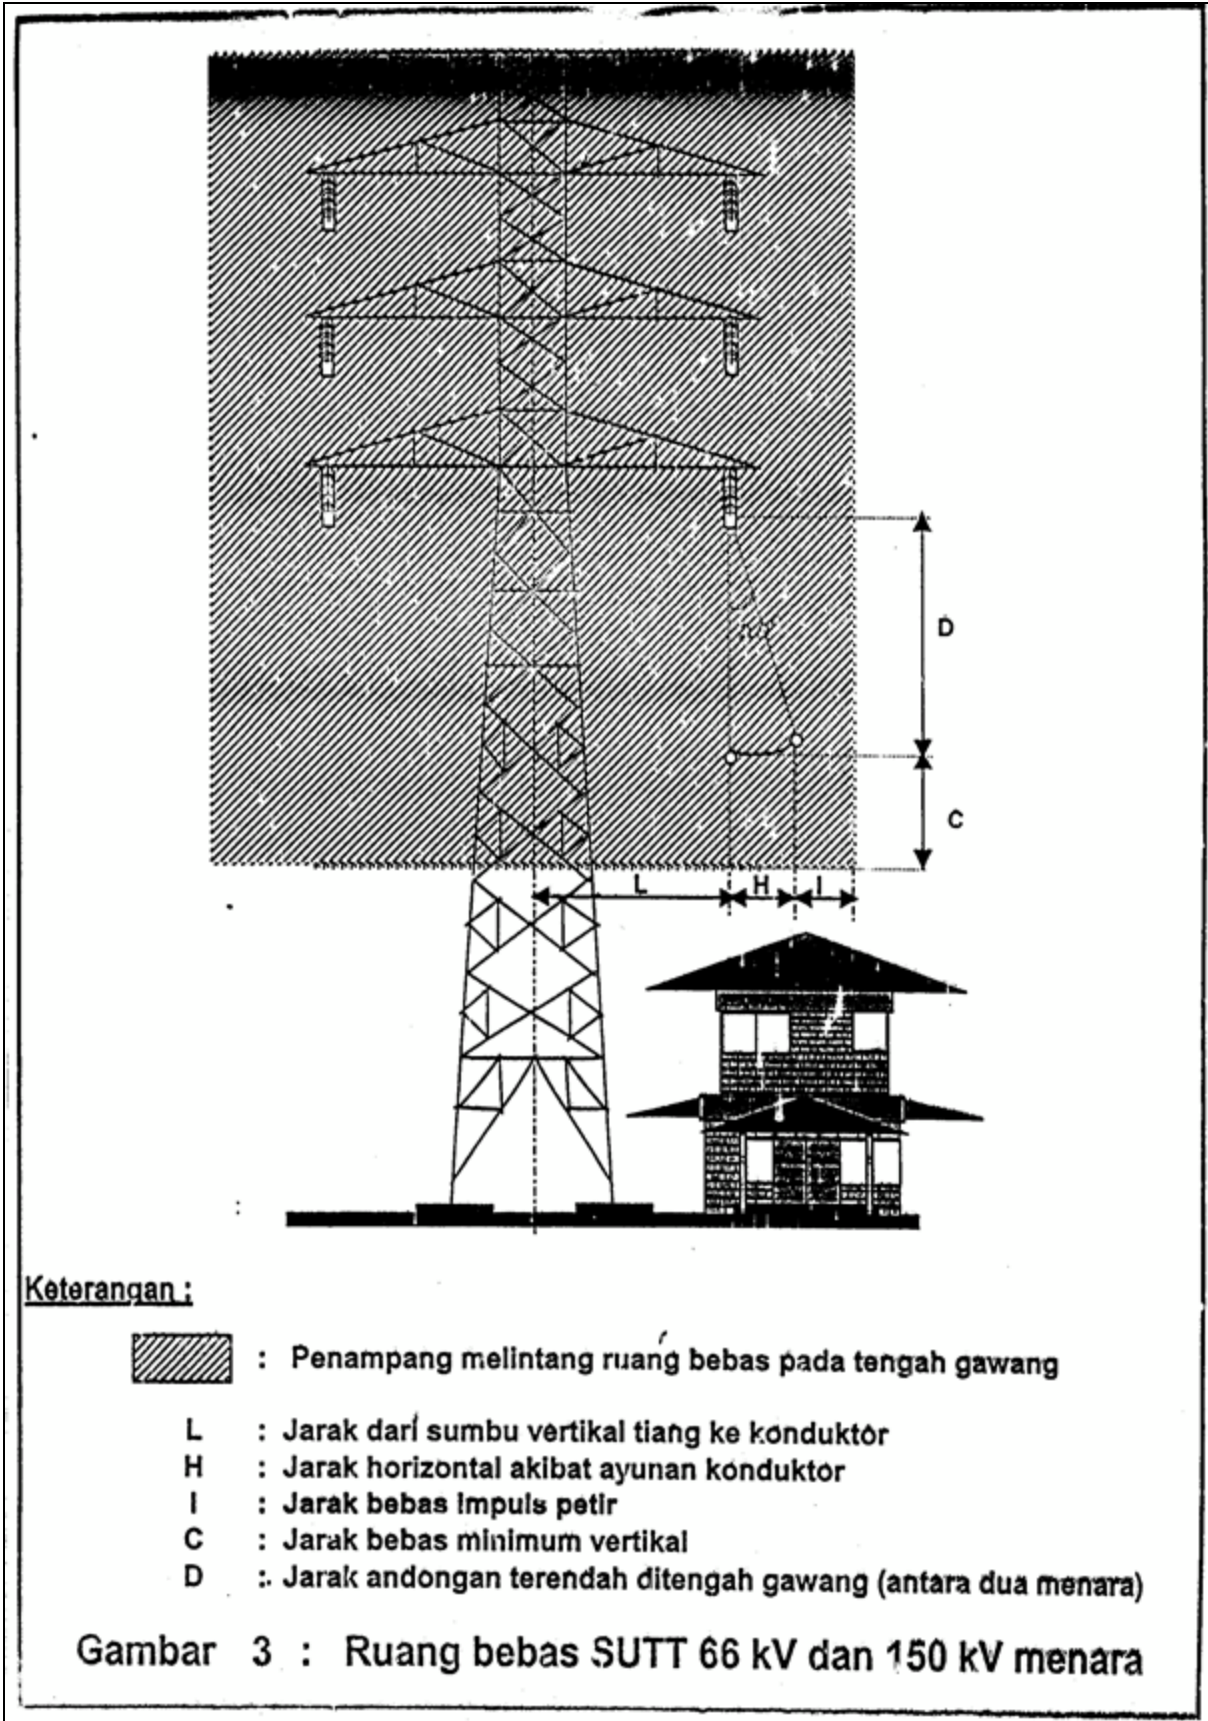 D
C
L H I
Keterangan :
: Penampang melintang ruang bebas pada tengah gawang
L : Jarak dari sumbu vertikal tiang ke konduktor
H : Jarak horizontal akibat ayunan konduktor
I : Jarak bebas impuls petir
C : Jarak bebas minimum vertikal
D : Jarak andongan terendah ditengah gawang (antara dua menara)
Gambar 3 : Ruang bebas SUTT 66 kV dan 150 kV menara